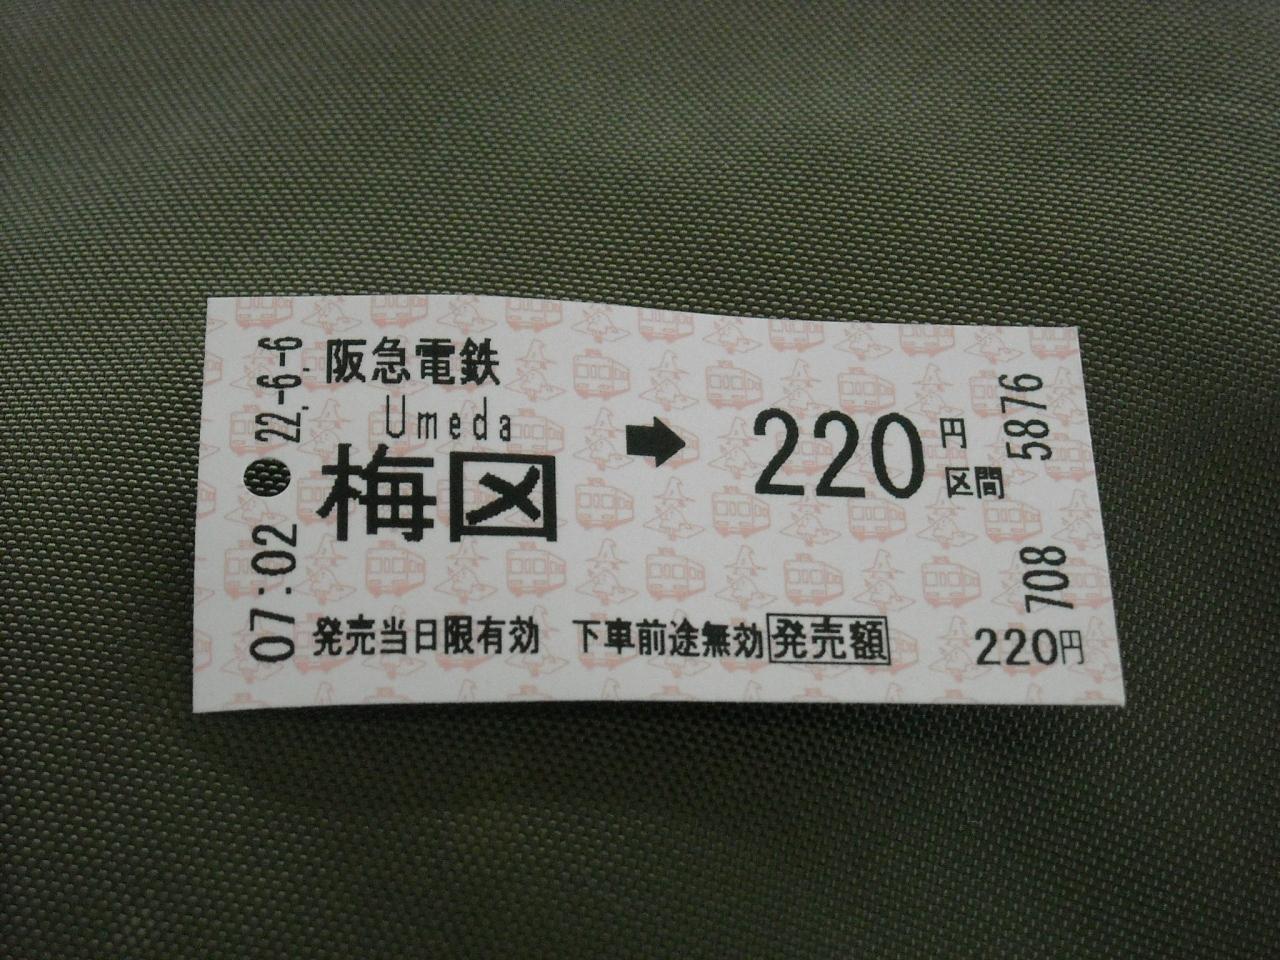 阪急電鉄
Umeda
梅囚
220円区間
発売当日限有効 下車前途無効 発売額 220円
22.-6.-6
07:02
5876
708